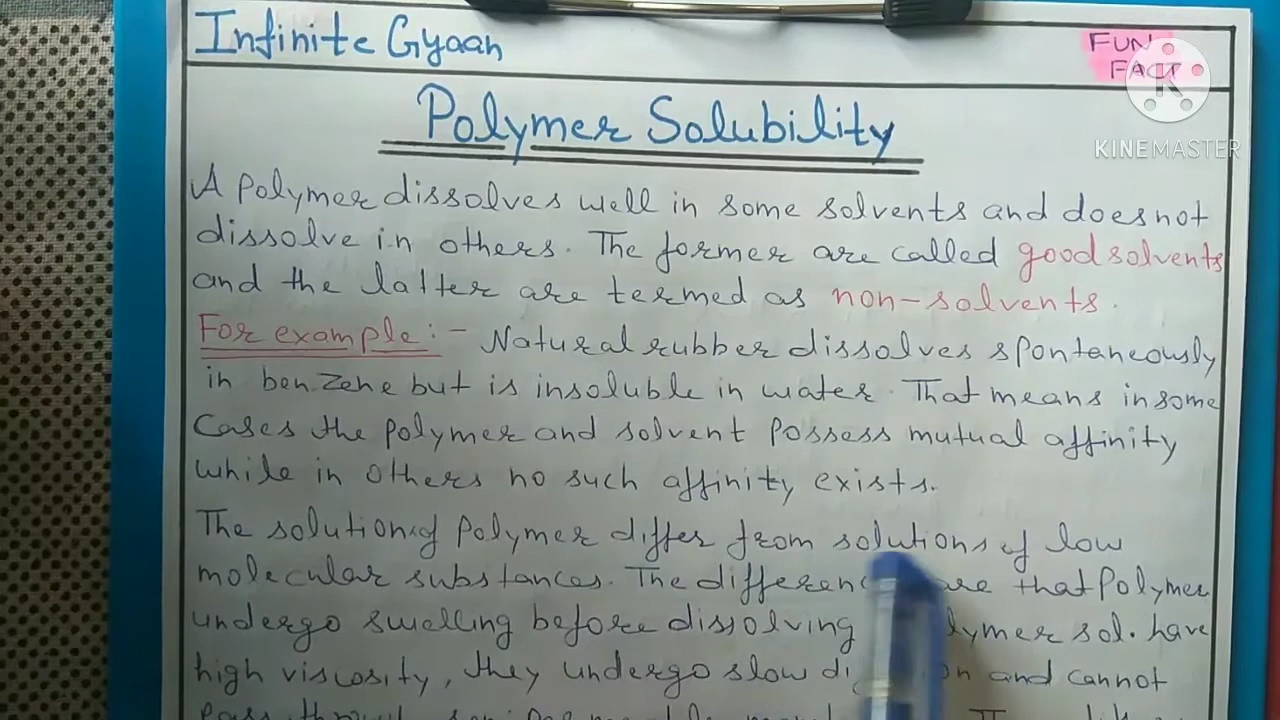 Infinite Gyaan
FUN
FACT
KINEMASTER
Polymer Solubility
A polymer dissolves well in some solvents and does not
dissolve in others. The former are called good solvents
and the latter are termed as non-solvents.
For example:- Natural rubber dissolves spontaneously
in benzene but is insoluble in water. That means in some
Cases the polymer and solvent possess mutual affinity
while in others no such affinity exists.
The solution of polymer differ from solutions of low
molecular substances. The are that Polymer
undergo swelling before dissolving sol. have
high viscosity, they undergo slow and cannot